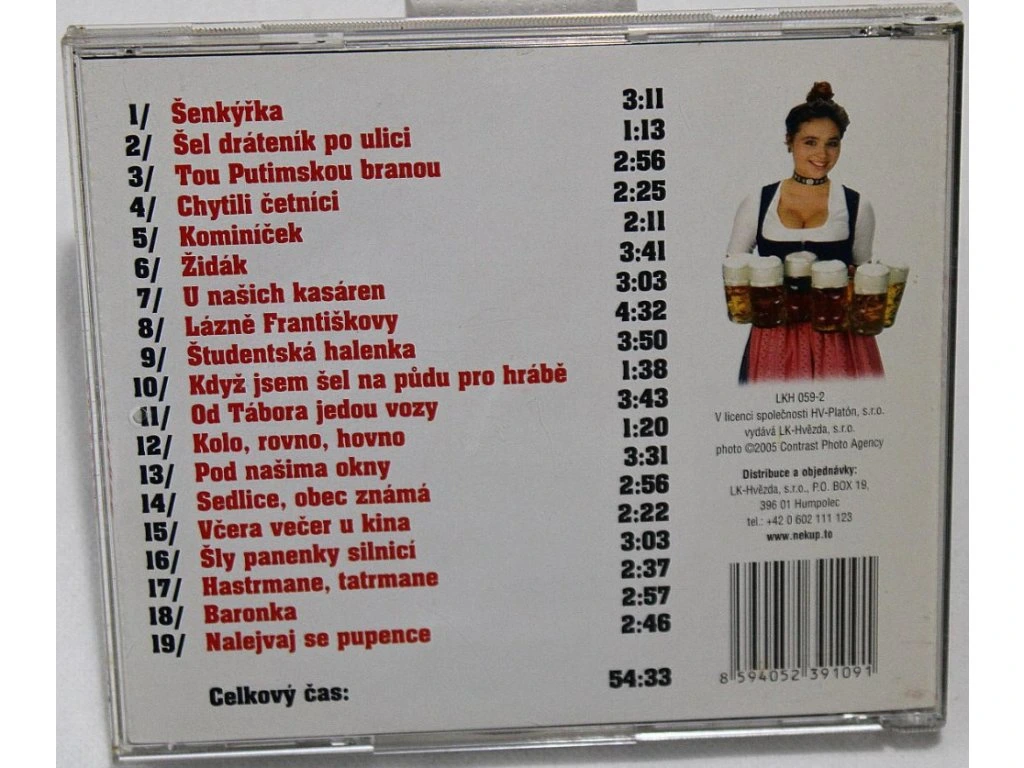 1/ Šenkýřka 3:11
2/ Šel dráteník po ulici 1:13
3/ Tou Putimskou branou 2:56
4/ Chytili četníci 2:25
5/ Kominíček 2:11
6/ Židák 3:41
7/ U našich kasáren 3:03
8/ Lázně Františkovy 4:32
9/ Študentská halenka 3:50
10/ Když jsem šel na půdu pro hrábě 1:38
11/ Od Tábora jedou vozy 3:43
12/ Kolo, rovno, hovno 1:20
13/ Pod našima okny 3:31
14/ Sedlice, obec známá 2:56
15/ Včera večer u kina 2:22
16/ Šly panenky silnicí 3:03
17/ Hastrmane, tatrmane 2:37
18/ Baronka 2:57
19/ Nalejvaj se pupence 2:46
Celkový čas: 54:33
LKH 059-2
V licenci společnosti HV-Platón, s.r.o.
vydává LK-Hvězda, s.r.o.
photo ©2005 Contrast Photo Agency
Distribuce a objednávky:
LK-Hvězda, s.r.o., P.O. BOX 19,
396 01 Humpolec
tel.: +42 0 602 111 123
www.nekup.to
8 594052 391091